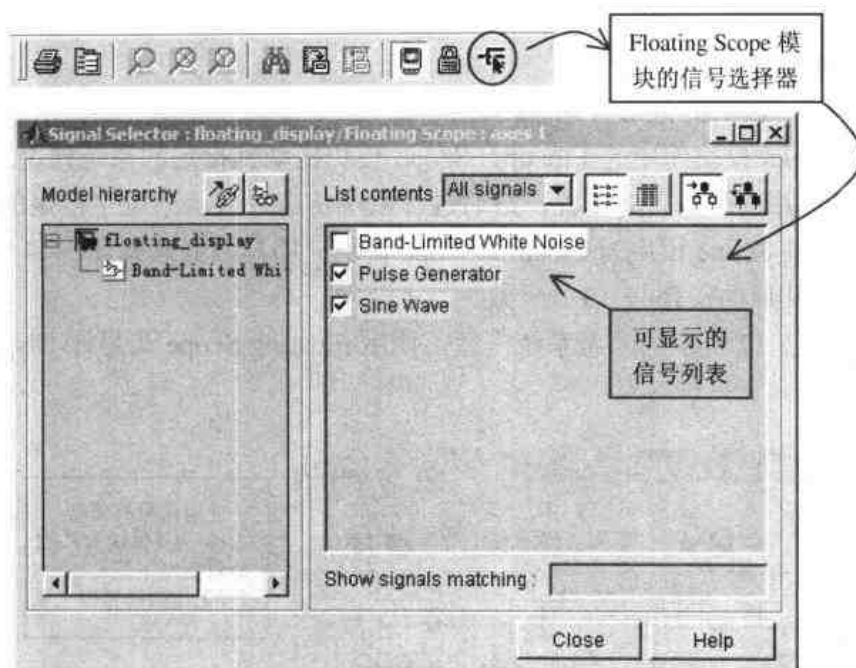 Floating Scope 模
块的信号选择器
Signal Selector : floating_display/Floating Scope : axes 1
Model hierarchy
floating_display
Band-Limited Whi
List contents All signals
Band-Limited White Noise
Pulse Generator
Sine Wave
可显示的
信号列表
Show signals matching :
Close Help